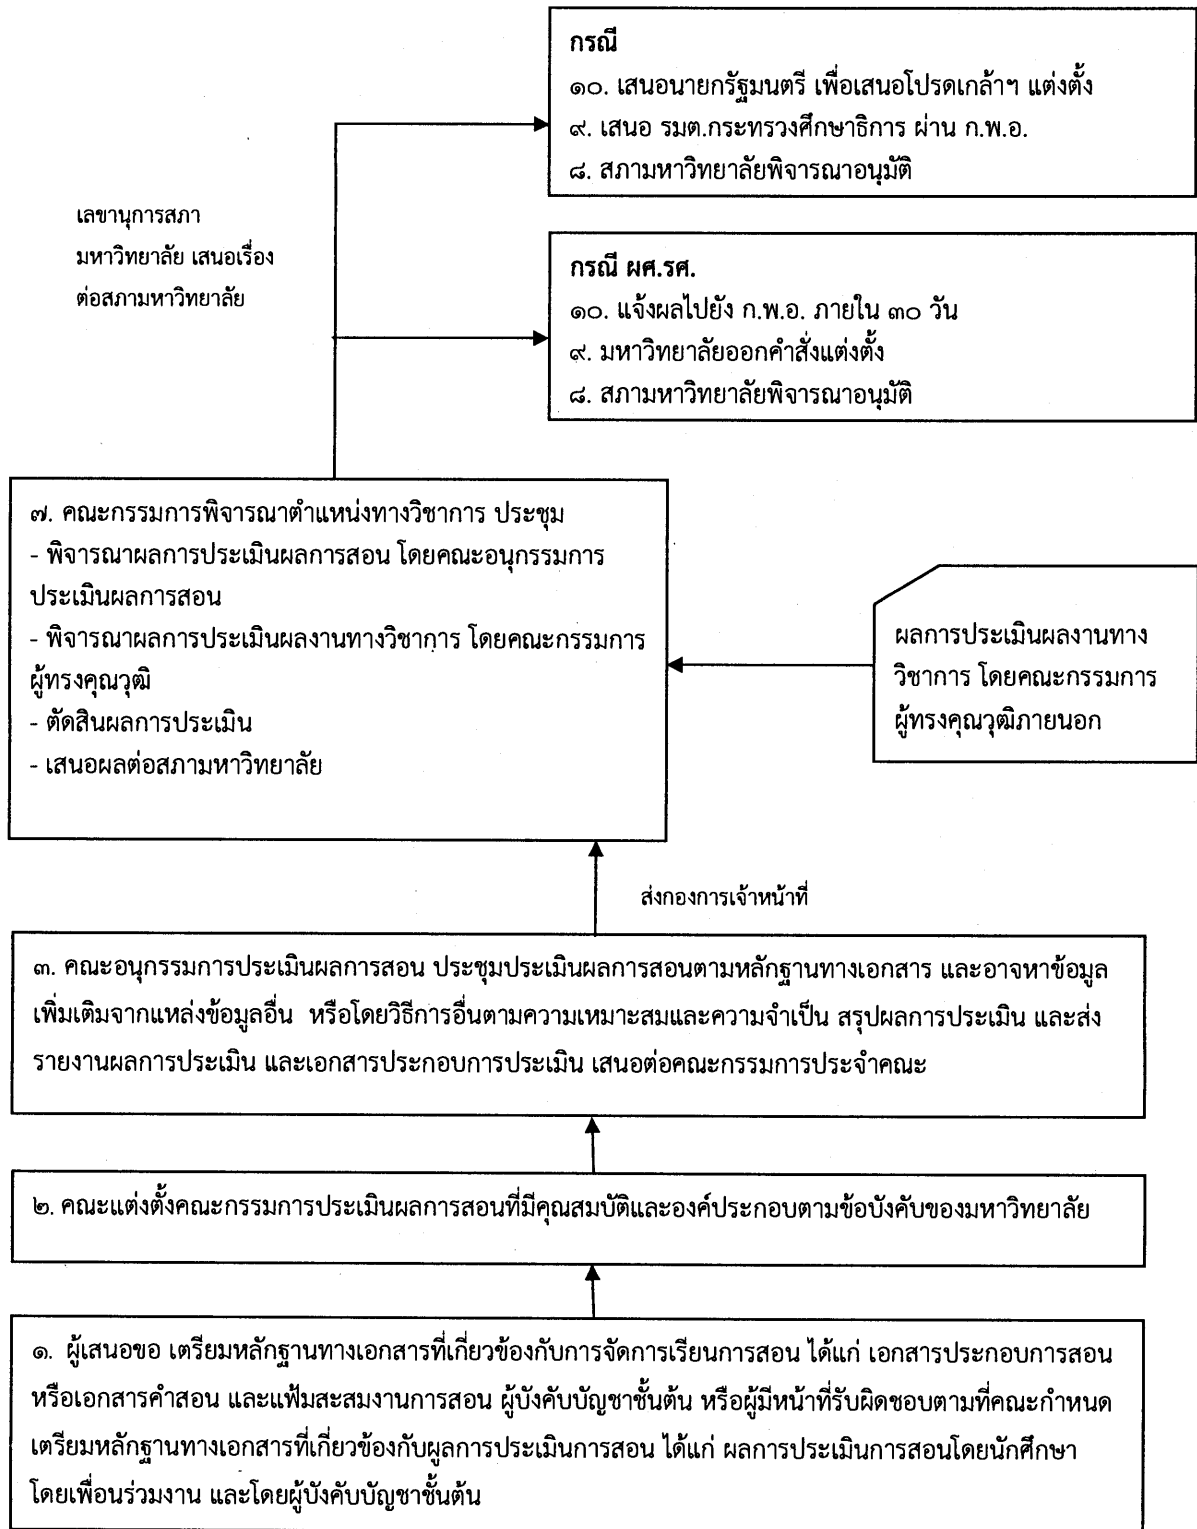 กรณี
๑๐. เสนอนายกรัฐมนตรี เพื่อเสนอโปรดเกล้าฯ แต่งตั้ง
๙. เสนอ รมต.กระทรวงศึกษาธิการ ผ่าน ก.พ.อ.
๘. สภามหาวิทยาลัยพิจารณาอนุมัติ
เลขานุการสภา
มหาวิทยาลัย เสนอเรื่อง
ต่อสภามหาวิทยาลัย
กรณี ผศ.รศ.
๑๐. แจ้งผลไปยัง ก.พ.อ. ภายใน ๓๐ วัน
๙. มหาวิทยาลัยออกคำสั่งแต่งตั้ง
๘. สภามหาวิทยาลัยพิจารณาอนุมัติ
๗. คณะกรรมการพิจารณาตำแหน่งทางวิชาการ ประชุม
- พิจารณาผลการประเมินผลการสอน โดยคณะอนุกรรมการ
ประเมินผลการสอน
- พิจารณาผลการประเมินผลงานทางวิชาการ โดยคณะกรรมการ
ผู้ทรงคุณวุฒิ
- ตัดสินผลการประเมิน
- เสนอผลต่อสภามหาวิทยาลัย
ผลการประเมินผลงานทาง
วิชาการ โดยคณะกรรมการ
ผู้ทรงคุณวุฒิภายนอก
ส่งกองการเจ้าหน้าที่
๓. คณะอนุกรรมการประเมินผลการสอน ประชุมประเมินผลการสอนตามหลักฐานทางเอกสาร และอาจหาข้อมูล
เพิ่มเติมจากแหล่งข้อมูลอื่น หรือโดยวิธีการอื่นตามความเหมาะสมและความจำเป็น สรุปผลการประเมิน และส่ง
รายงานผลการประเมิน และเอกสารประกอบการประเมิน เสนอต่อคณะกรรมการประจำคณะ
๒. คณะแต่งตั้งคณะกรรมการประเมินผลการสอนที่มีคุณสมบัติและองค์ประกอบตามข้อบังคับของมหาวิทยาลัย
๑. ผู้เสนอขอ เตรียมหลักฐานทางเอกสารที่เกี่ยวข้องกับการจัดการเรียนการสอน ได้แก่ เอกสารประกอบการสอน
หรือเอกสารคำสอน และแฟ้มสะสมงานการสอน ผู้บังคับบัญชาชั้นต้น หรือผู้มีหน้าที่รับผิดชอบตามที่คณะกำหนด
เตรียมหลักฐานทางเอกสารที่เกี่ยวข้องกับผลการประเมินการสอน ได้แก่ ผลการประเมินการสอนโดยนักศึกษา
โดยเพื่อนร่วมงาน และโดยผู้บังคับบัญชาชั้นต้น